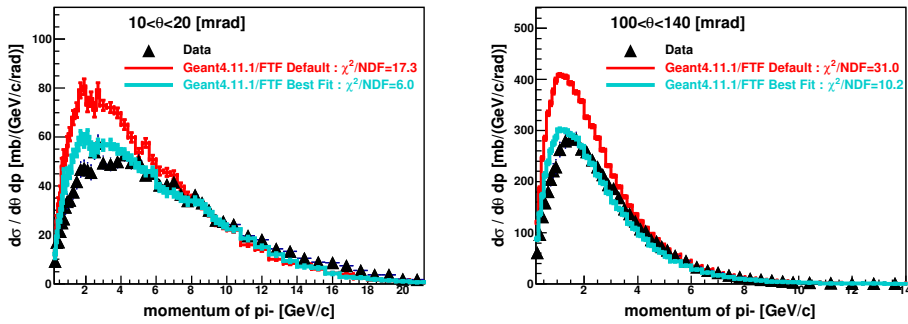 10<θ<20 [mrad]
Data
Geant4.11.1/FTF Default : χ²/NDF=17.3
Geant4.11.1/FTF Best Fit : χ²/NDF=6.0
dσ / dθ dp [mb/(GeV/c/rad)]
100
80
60
40
20
0
2 4 6 8 10 12 14 16 18 20
momentum of pi- [GeV/c]
100<θ<140 [mrad]
Data
Geant4.11.1/FTF Default : χ²/NDF=31.0
Geant4.11.1/FTF Best Fit : χ²/NDF=10.2
dσ / dθ dp [mb/(GeV/c/rad)]
500
400
300
200
100
0
2 4 6 8 10 12 14
momentum of pi- [GeV/c]